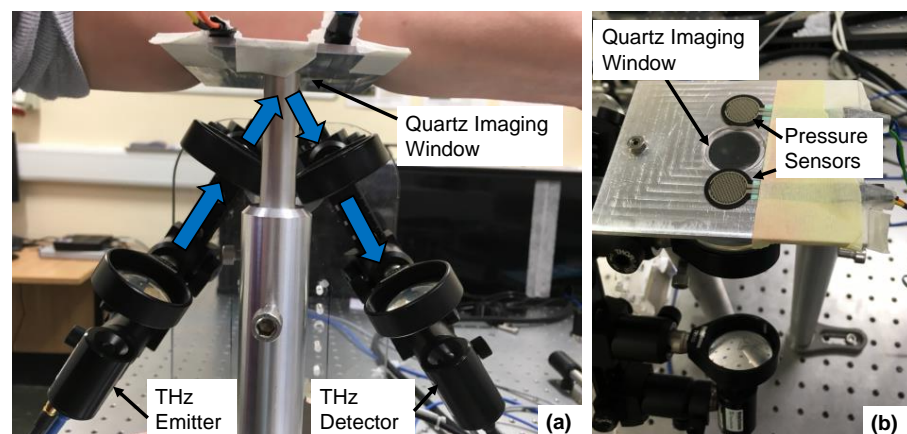 Quartz Imaging
Window
THz
Emitter
THz
Detector
(a)
Quartz Imaging
Window
Pressure
Sensors
(b)